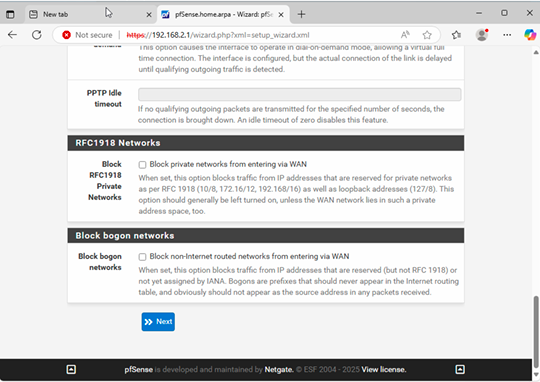 New tab
pfSense.home.arpa - Wizard: pfSe
Not secure
https://192.168.2.1/wizard.php?xml=setup_wizard.xml
This option causes the interface to operate in dial-on-demand mode, allowing a virtual full
time connection. The interface is configured, but the actual connection of the link is delayed
until qualifying outgoing traffic is detected.
PPTP Idle
timeout
If no qualifying outgoing packets are transmitted for the specified number of seconds, the
connection is brought down. An idle timeout of zero disables this feature.
RFC1918 Networks
Block
RFC1918
Private
Networks
Block private networks from entering via WAN
When set, this option blocks traffic from IP addresses that are reserved for private networks
as per RFC 1918 (10/8, 172.16/12, 192.168/16) as well as loopback addresses (127/8). This
option should generally be left turned on, unless the WAN network lies in such a private
address space, too.
Block bogon networks
Block bogon
networks
Block non-Internet routed networks from entering via WAN
When set, this option blocks traffic from IP addresses that are reserved (but not RFC 1918) or
not yet assigned by IANA. Bogons are prefixes that should never appear in the Internet routing
table, and obviously should not appear as the source address in any packets received.
Next
pfSense is developed and maintained by Netgate. © ESF 2004 - 2025 View license.